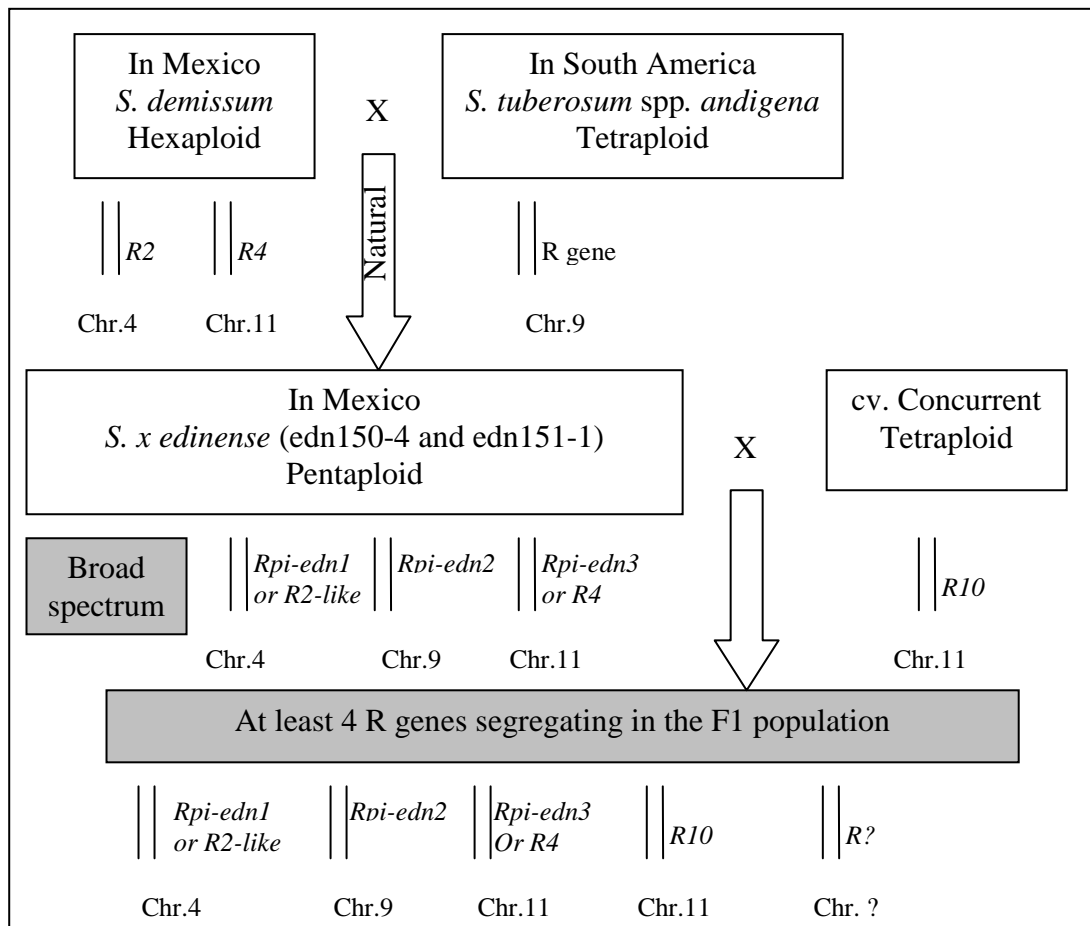 In Mexico
S. demissum
Hexaploid
X
In South America
S. tuberosum spp. andigena
Tetraploid
Natural
R2
R4
R gene
Chr.4
Chr.11
Chr.9
In Mexico
S. x edinense (edn150-4 and edn151-1)
Pentaploid
X
cv. Concurrent
Tetraploid
Broad
spectrum
Rpi-edn1
or R2-like
Rpi-edn2
Rpi-edn3
or R4
R10
Chr.4
Chr.9
Chr.11
Chr.11
At least 4 R genes segregating in the F1 population
Rpi-edn1
or R2-like
Rpi-edn2
Rpi-edn3
Or R4
R10
R?
Chr.4
Chr.9
Chr.11
Chr.11
Chr. ?